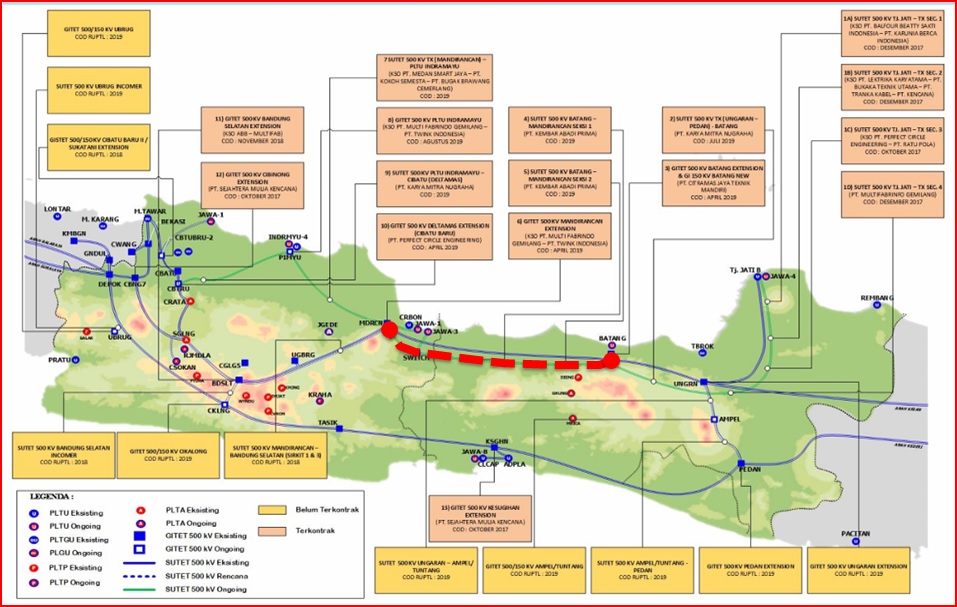 GITET 500/150 KV UBRUG
COD RUPTL : 2019
SUTET 500 KV UBRUG INCOMER
COD RUPTL : 2019
GISTET 500/150KV CIBATU BARU II /
SUKATANI EXTENSION
COD RUPTL : 2018
11) GITET 500KV BANDUNG
SELATAN EXTENSION
(KSO ABB – MULTIFAB)
COD : NOVEMBER 2018
12) GITET 500 KV CIBINONG
EXTENSION
(PT. SEJAHTERA MULIA KENCANA)
COD : OKTOBER 2017
7 SUTET 500 KV TX (MANDIRANCAN) –
PLTU INDRAMAYU
(KSO PT. MEDAN SMART JAYA – PT.
KOKOH SEMESTA – PT. BUGAK BRAWANG
CEMERLANG)
COD : 2019
8) GITET 500 KV PLTU INDRAMAYU
(KSO PT. MULTI FABRINDO GEMILANG –
PT. TWINK INDONESIA)
COD : AGUSTUS 2019
9) SUTET 500 KV PLTU INDRAMAYU –
CIBATU (DELTAMAS)
(PT. KARYA MITRA NUGRAHA)
COD : 2019
10) GITET 500 KV DELTAMAS EXTENSION
(CIBATU BARU)
(PT. PERFECT CIRCLE ENGINEERING)
COD : APRIL 2019
4) SUTET 500 KV BATANG –
MANDIRANCAN SEKSI 1
(PT. KEMBAR ABADI PRIMA)
COD : 2019
5) SUTET 500 KV BATANG –
MANDIRANCAN SEKSI 2
(PT. KEMBAR ABADI PRIMA)
COD : 2019
6) GITET 500 KV MANDIRANCAN
EXTENSION
(KSO PT. MULTI FABRINDO
GEMILANG – PT. TWINK INDONESIA)
COD : APRIL 2019
2) SUTET 500 KV TX (UNGARAN –
PEDAN) - BATANG
(PT. KARYA MITRA NUGRAHA)
COD : JULI 2019
3) GITET 500 KV BATANG EXTENSION
& GI 150 KV BATANG NEW
(PT. CITRAMAS JAYA TEKNIK
MANDIRI)
COD : APRIL 2019
1A) SUTET 500 KV TJ. JATI – TX SEC. 1
(KSO PT. BALFOUR BEATTY SAKTI
INDONESIA – PT. KARUNIA BERCA
INDONESIA)
COD : DESEMBER 2017
1B) SUTET 500 KV TJ. JATI – TX SEC. 2
(KSO PT. LEKTRIKA KARYATAMA – PT.
BUKAKA TEKNIK UTAMA – PT.
TRANKA KABEL – PT. KENCANA)
COD : DESEMBER 2017
1C) SUTET 500 KV TJ. JATI – TX SEC. 3
(KSO PT. PERFECT CIRCLE
ENGINEERING – PT. RATU POLA)
COD : OKTOBER 2017
1D) SUTET 500 KV TJ. JATI – TX SEC. 4
(PT. MULTIFABRINFO GEMILANG)
COD : DESEMBER 2017
LONTAR
M. KARANG
M.TAWAR
BEKASI
JAWA-1
KMBGN
CWANG
CBTUBRU-2
INDRMYU-4
PIMYU
GNDUL
DEPOK
CBNG7
CBATU
CBTRU
CRATA
Tj. JATI B
JAWA-4
REMBANG
SALAK
UBRUG
SGLNG
JGEDE
MDRCN
CRBON
JAWA-1
JAWA-3
SWITCH
BATANG
TBROK
PRATU
RJMDLA
CSOKAN
CGLGS
UGBRG
DIENG
UNGRN
BDSLT
KRAHA
AMPEL
CKLNG
TASIK
KSGHN
JAWA-8
CLCAP
ADPLA
PEDAN
PACITAN
SUTET 500 KV BANDUNG SELATAN
INCOMER
COD RUPTL : 2018
GITET 500/150 KV CIKALONG
COD RUPTL : 2019
SUTET 500 KV MANDIRANCAN –
BANDUNG SELATAN (SIRKIT 1 & 3)
COD RUPTL : 2018
13) GITET 500 KV KESUGIHAN
EXTENSION
(PT. SEJAHTERA MULIA KENCANA)
COD : OKTOBER 2017
SUTET 500 KV UNGARAN – AMPEL/
TUNTANG
COD RUPTL : 2019
GITET 500/150 KV AMPEL/TUNTANG
COD RUPTL : 2019
SUTET 500 KV AMPEL/TUNTANG -
PEDAN
COD RUPTL : 2019
GITET 500 KV PEDAN EXTENSION
COD RUPTL : 2019
GITET 500 KV UNGARAN EXTENSION
COD RUPTL : 2019
LEGENDA :
PLTU Eksisting
PLTU Ongoing
PLTGU Eksisting
PLGU Ongoing
PLTP Eksisting
PLTP Ongoing
PLTA Eksisting
PLTA Ongoing
GITET 500 kV Eksisting
GITET 500 kV Ongoing
SUTET 500 kV Eksisting
SUTET 500 kV Rencana
SUTET 500 kV Ongoing
Belum Terkontrak
Terkontrak